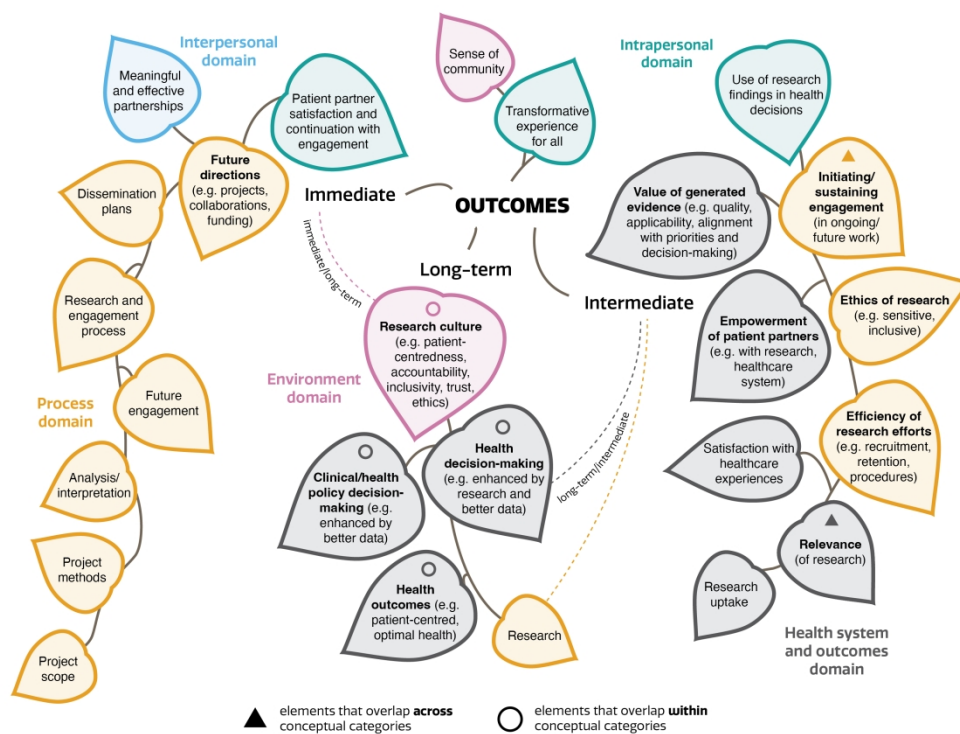 Interpersonal
domain
Meaningful
and effective
partnerships
Patient partner
satisfaction and
continuation with
engagement
Future
directions
(e.g. projects,
collaborations,
funding)
Dissemination
plans
Research and
engagement
process
Future
engagement
Process
domain
Analysis/
interpretation
Project
methods
Project
scope
Sense of
community
Transformative
experience
for all
OUTCOMES
Immediate
immediate/long-term
Long-term
Intermediate
Research culture
(e.g. patient-
centredness,
accountability,
inclusivity, trust,
ethics)
Environment
domain
Health
decision-making
(e.g. enhanced by
research and
better data)
long-term/intermediate
Clinical/health
policy decision-
making (e.g.
enhanced by
better data)
Health
outcomes (e.g.
patient-centred,
optimal health)
Research
Intrapersonal
domain
Use of research
findings in health
decisions
Initiating/
sustaining
engagement
(in ongoing/
future work)
Value of generated
evidence (e.g. quality,
applicability, alignment
with priorities and
decision-making)
Ethics of research
(e.g. sensitive,
inclusive)
Empowerment
of patient partners
(e.g. with research,
healthcare
system)
Efficiency of
research efforts
(e.g. recruitment,
retention,
procedures)
Satisfaction with
healthcare
experiences
Relevance
(of research)
Research
uptake
Health system
and outcomes
domain
elements that overlap across
conceptual categories
elements that overlap within
conceptual categories